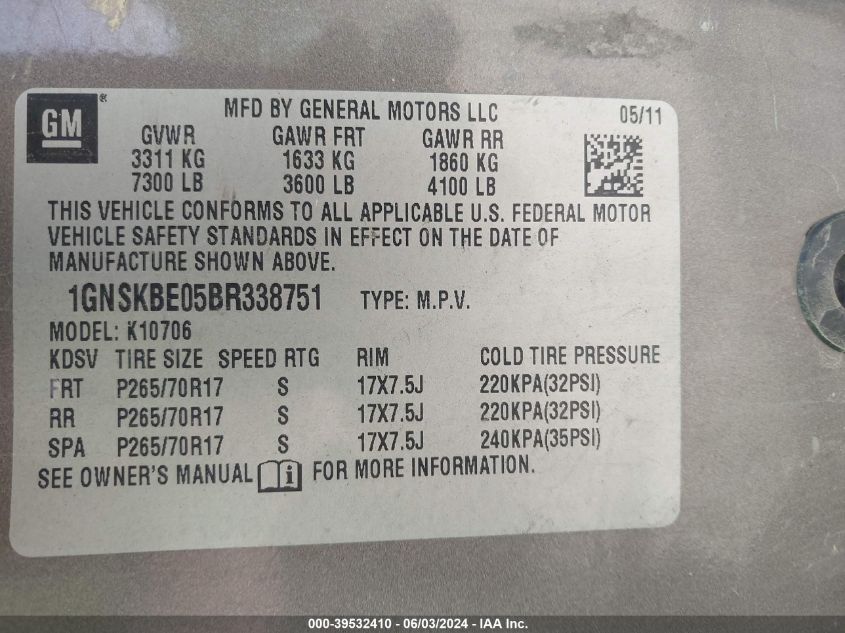 GM ®
MFD BY GENERAL MOTORS LLC 05/11
GVWR GAWR FRT GAWR RR
3311 KG 1633 KG 1860 KG
7300 LB 3600 LB 4100 LB
THIS VEHICLE CONFORMS TO ALL APPLICABLE U.S. FEDERAL MOTOR
VEHICLE SAFETY STANDARDS IN EFFECT ON THE DATE OF
MANUFACTURE SHOWN ABOVE.
1GNSKBE05BR338751 TYPE: M.P.V.
MODEL: K10706
KDSV TIRE SIZE SPEED RTG RIM COLD TIRE PRESSURE
FRT P265/70R17 S 17X7.5J 220KPA(32PSI)
RR P265/70R17 S 17X7.5J 220KPA(32PSI)
SPA P265/70R17 S 17X7.5J 240KPA(35PSI)
SEE OWNER'S MANUAL i FOR MORE INFORMATION.
000-39532410 - 06/03/2024 - IAA Inc.